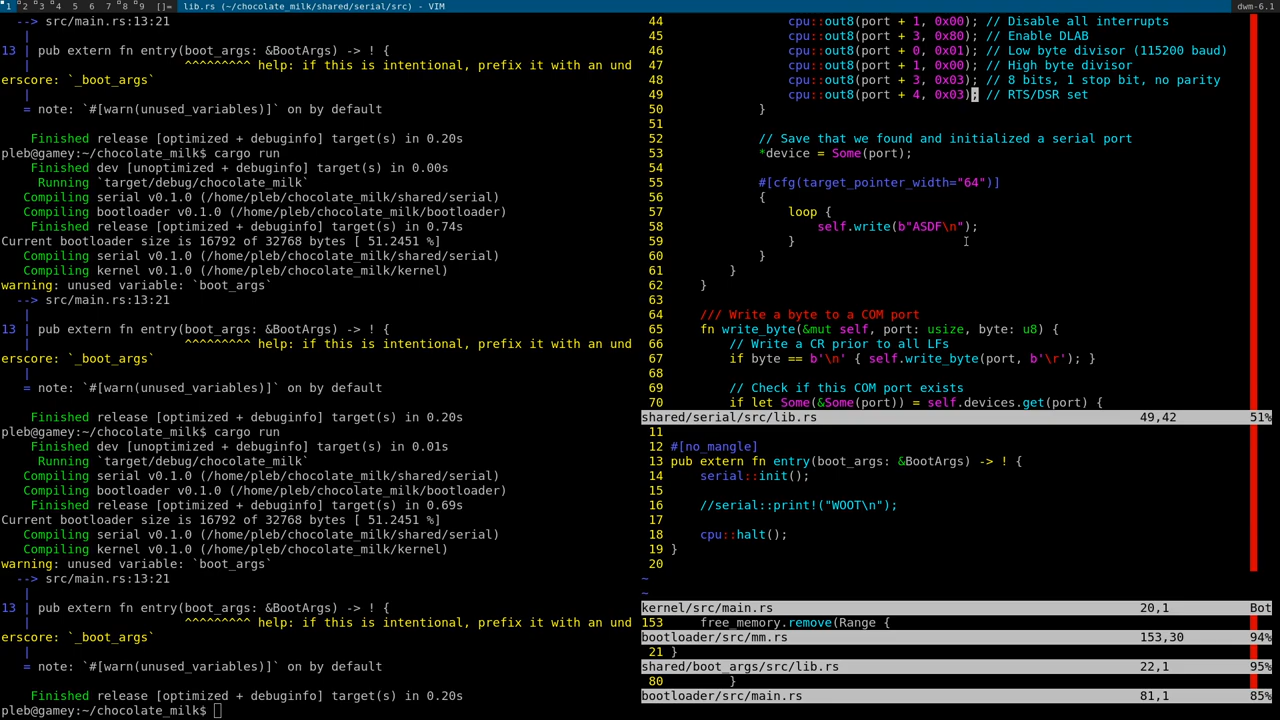 1 2 3 4 5 6 7 8 9 []= lib.rs (~/chocolate_milk/shared/serial/src) - VIM dwm-6.1
--> src/main.rs:13:21
|
13 | pub extern fn entry(boot_args: &BootArgs) -> ! {
| ^^^^^^^^^ help: if this is intentional, prefix it with an und
erscore: `_boot_args`
|
= note: `#[warn(unused_variables)]` on by default
Finished release [optimized + debuginfo] target(s) in 0.20s
pleb@gamey:~/chocolate_milk$ cargo run
Finished dev [unoptimized + debuginfo] target(s) in 0.00s
Running `target/debug/chocolate_milk`
Compiling serial v0.1.0 (/home/pleb/chocolate_milk/shared/serial)
Compiling bootloader v0.1.0 (/home/pleb/chocolate_milk/bootloader)
Finished release [optimized + debuginfo] target(s) in 0.74s
Current bootloader size is 16792 of 32768 bytes [ 51.2451 %]
Compiling serial v0.1.0 (/home/pleb/chocolate_milk/shared/serial)
Compiling kernel v0.1.0 (/home/pleb/chocolate_milk/kernel)
warning: unused variable: `boot_args`
--> src/main.rs:13:21
|
13 | pub extern fn entry(boot_args: &BootArgs) -> ! {
| ^^^^^^^^^ help: if this is intentional, prefix it with an und
erscore: `_boot_args`
|
= note: `#[warn(unused_variables)]` on by default
Finished release [optimized + debuginfo] target(s) in 0.20s
pleb@gamey:~/chocolate_milk$ cargo run
Finished dev [unoptimized + debuginfo] target(s) in 0.01s
Running `target/debug/chocolate_milk`
Compiling serial v0.1.0 (/home/pleb/chocolate_milk/shared/serial)
Compiling bootloader v0.1.0 (/home/pleb/chocolate_milk/bootloader)
Finished release [optimized + debuginfo] target(s) in 0.69s
Current bootloader size is 16792 of 32768 bytes [ 51.2451 %]
Compiling serial v0.1.0 (/home/pleb/chocolate_milk/shared/serial)
Compiling kernel v0.1.0 (/home/pleb/chocolate_milk/kernel)
warning: unused variable: `boot_args`
--> src/main.rs:13:21
|
13 | pub extern fn entry(boot_args: &BootArgs) -> ! {
| ^^^^^^^^^ help: if this is intentional, prefix it with an und
erscore: `_boot_args`
|
= note: `#[warn(unused_variables)]` on by default
Finished release [optimized + debuginfo] target(s) in 0.20s
pleb@gamey:~/chocolate_milk$
44 cpu::out8(port + 1, 0x00); // Disable all interrupts
45 cpu::out8(port + 3, 0x80); // Enable DLAB
46 cpu::out8(port + 0, 0x01); // Low byte divisor (115200 baud)
47 cpu::out8(port + 1, 0x00); // High byte divisor
48 cpu::out8(port + 3, 0x03); // 8 bits, 1 stop bit, no parity
49 cpu::out8(port + 4, 0x03); // RTS/DSR set
50 }
51
52 // Save that we found and initialized a serial port
53 *device = Some(port);
54
55 #[cfg(target_pointer_width="64")]
56 {
57 loop {
58 self.write(b"ASDF\n");
59 }
60 }
61 }
62 }
63
64 /// Write a byte to a COM port
65 fn write_byte(&mut self, port: usize, byte: u8) {
66 // Write a CR prior to all LFs
67 if byte == b'\n' { self.write_byte(port, b'\r'); }
68
69 // Check if this COM port exists
70 if let Some(&Some(port)) = self.devices.get(port) {
shared/serial/src/lib.rs 49,42 51%
11
12 #[no_mangle]
13 pub extern fn entry(boot_args: &BootArgs) -> ! {
14 serial::init();
15
16 //serial::print!("WOOT\n");
17
18 cpu::halt();
19 }
20
~
~
kernel/src/main.rs 20,1 Bot
153 free_memory.remove(Range {
bootloader/src/mm.rs 153,30 94%
21 }
shared/boot_args/src/lib.rs 22,1 95%
80 }
bootloader/src/main.rs 81,1 85%